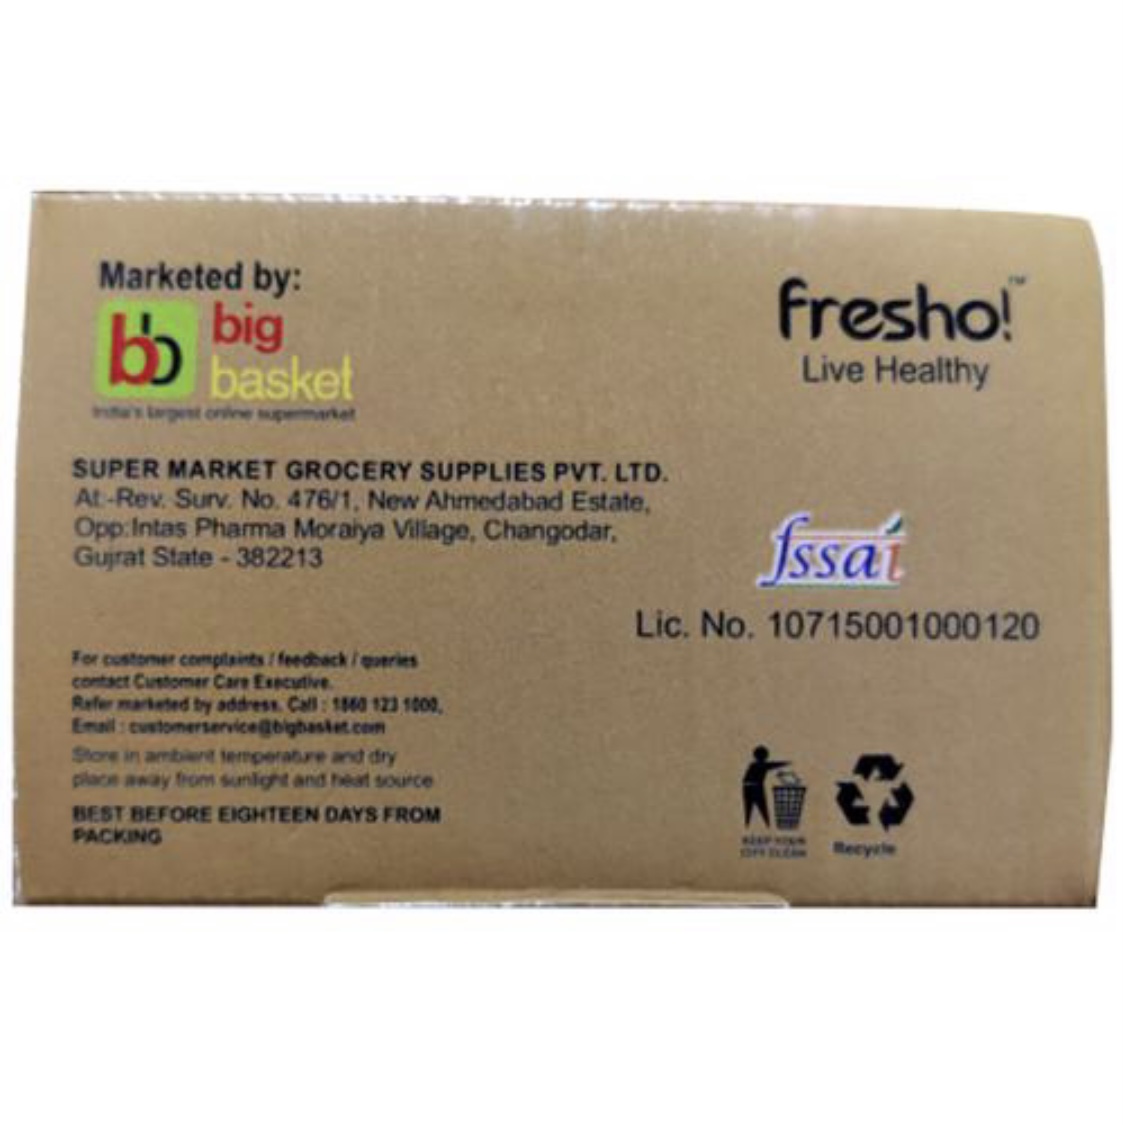 Marketed by:
bb big
basket
India's largest online supermarket
fresho!™
Live Healthy
SUPER MARKET GROCERY SUPPLIES PVT. LTD.
At:-Rev. Surv. No. 476/1, New Ahmedabad Estate,
Opp:Intas Pharma Moraiya Village, Changodar,
Gujrat State - 382213
fssai
Lic. No. 10715001000120
For customer complaints / feedback / queries
contact Customer Care Executive.
Refer marketed by address. Call : 1860 123 1000,
Email : customerservice@bigbasket.com
Store in ambient temperature and dry
place away from sunlight and heat source
BEST BEFORE EIGHTEEN DAYS FROM
PACKING
KEEP YOUR
CITY CLEAN
Recycle